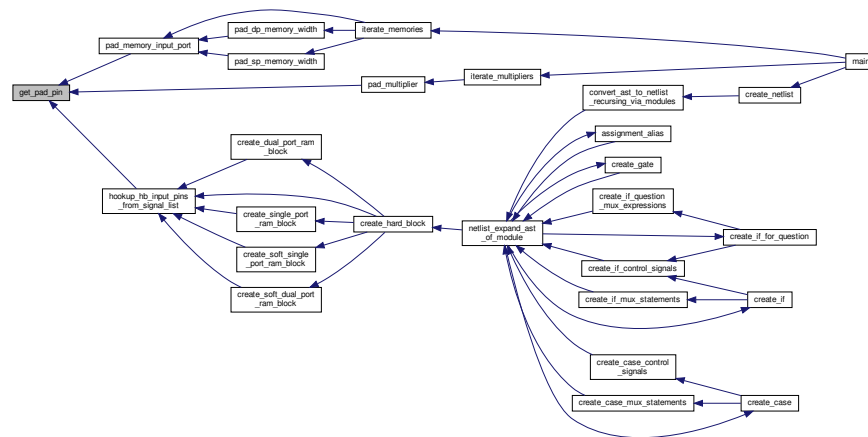 get_pad_pin
pad_memory_input_port
pad_dp_memory_width
pad_sp_memory_width
iterate_memories
pad_multiplier
iterate_multipliers
main
create_netlist
convert_ast_to_netlist
_recursing_via_modules
assignment_alias
create_gate
create_if_question
_mux_expressions
create_if_for_question
create_if_control_signals
create_if_mux_statements
create_if
create_case_control
_signals
create_case_mux_statements
create_case
netlist_expand_ast
_of_module
create_hard_block
create_dual_port_ram
_block
hookup_hb_input_pins
_from_signal_list
create_single_port
_ram_block
create_soft_single
_port_ram_block
create_soft_dual_port
_ram_block